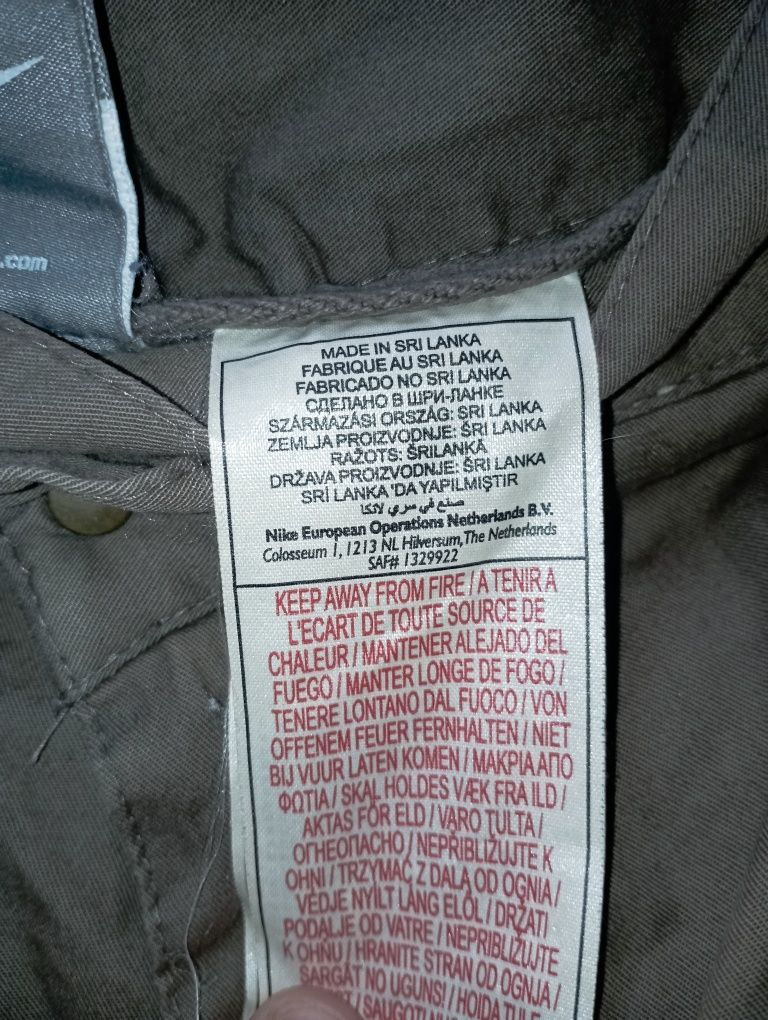 .com
MADE IN SRI LANKA
FABRIQUE AU SRI LANKA
FABRICADO NO SRI LANKA
СДЕЛАНО В ШРИ-ЛАНКЕ
SZÁRMAZÁSI ORSZÁG: SRI LANKA
ZEMLJA PROIZVODNJE: ŠRI LANKA
RAŽOTS: ŠRILANKĀ
DRŽAVA PROIZVODNJE: ŠRI LANKA
SRİ LANKA 'DA YAPILMIŞTIR
صنع في سري لانكا
Nike European Operations Netherlands B.V.
Colosseum 1, 1213 NL Hilversum, The Netherlands
SAF# 1329922
KEEP AWAY FROM FIRE / A TENIR A
L'ECART DE TOUTE SOURCE DE
CHALEUR / MANTENER ALEJADO DEL
FUEGO / MANTER LONGE DE FOGO /
TENERE LONTANO DAL FUOCO / VON
OFFENEM FEUER FERNHALTEN / NIET
BIJ VUUR LATEN KOMEN / ΜΑΚΡΙΑ ΑΠΟ
ΦΩΤΙΑ / SKAL HOLDES VÆK FRA ILD /
AKTAS FÖR ELD / VARO TULTA /
ОГНЕОПАСНО / NEPŘIBLIŽUJTE K
OHNI / TRZYMAĆ Z DALA OD OGNIA /
VÉDJE NYÍLT LÁNG ELŐL / DRŽATI
PODALJE OD VATRE / NEPRIBLIŽUJTE
K OHŇU / HRANITE STRAN OD OGNJA /
SARGĀT NO UGUNS! / HOIDA TULE
/ SAUGOTI